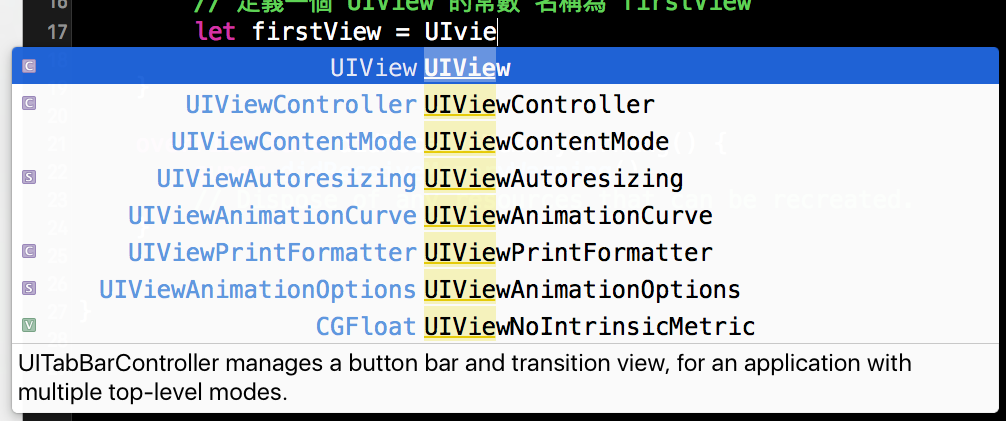 16 // 定義一個 UIView 的常數 名稱為 firstView
17 let firstView = UIvie
C UIView UIView
C UIViewController UIViewController
UIViewContentMode UIViewContentMode
S UIViewAutoresizing UIViewAutoresizing
UIViewAnimationCurve UIViewAnimationCurve
C UIViewPrintFormatter UIViewPrintFormatter
S UIViewAnimationOptions UIViewAnimationOptions
V CGFloat UIViewNoIntrinsicMetric
UITabBarController manages a button bar and transition view, for an application with
multiple top-level modes.